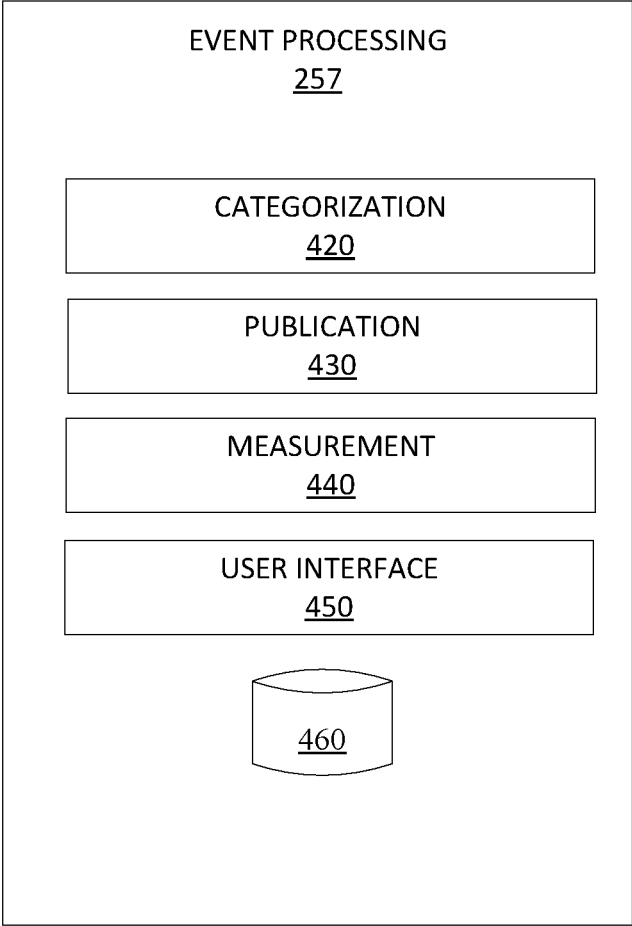 EVENT PROCESSING
257
CATEGORIZATION
420
PUBLICATION
430
MEASUREMENT
440
USER INTERFACE
450
460